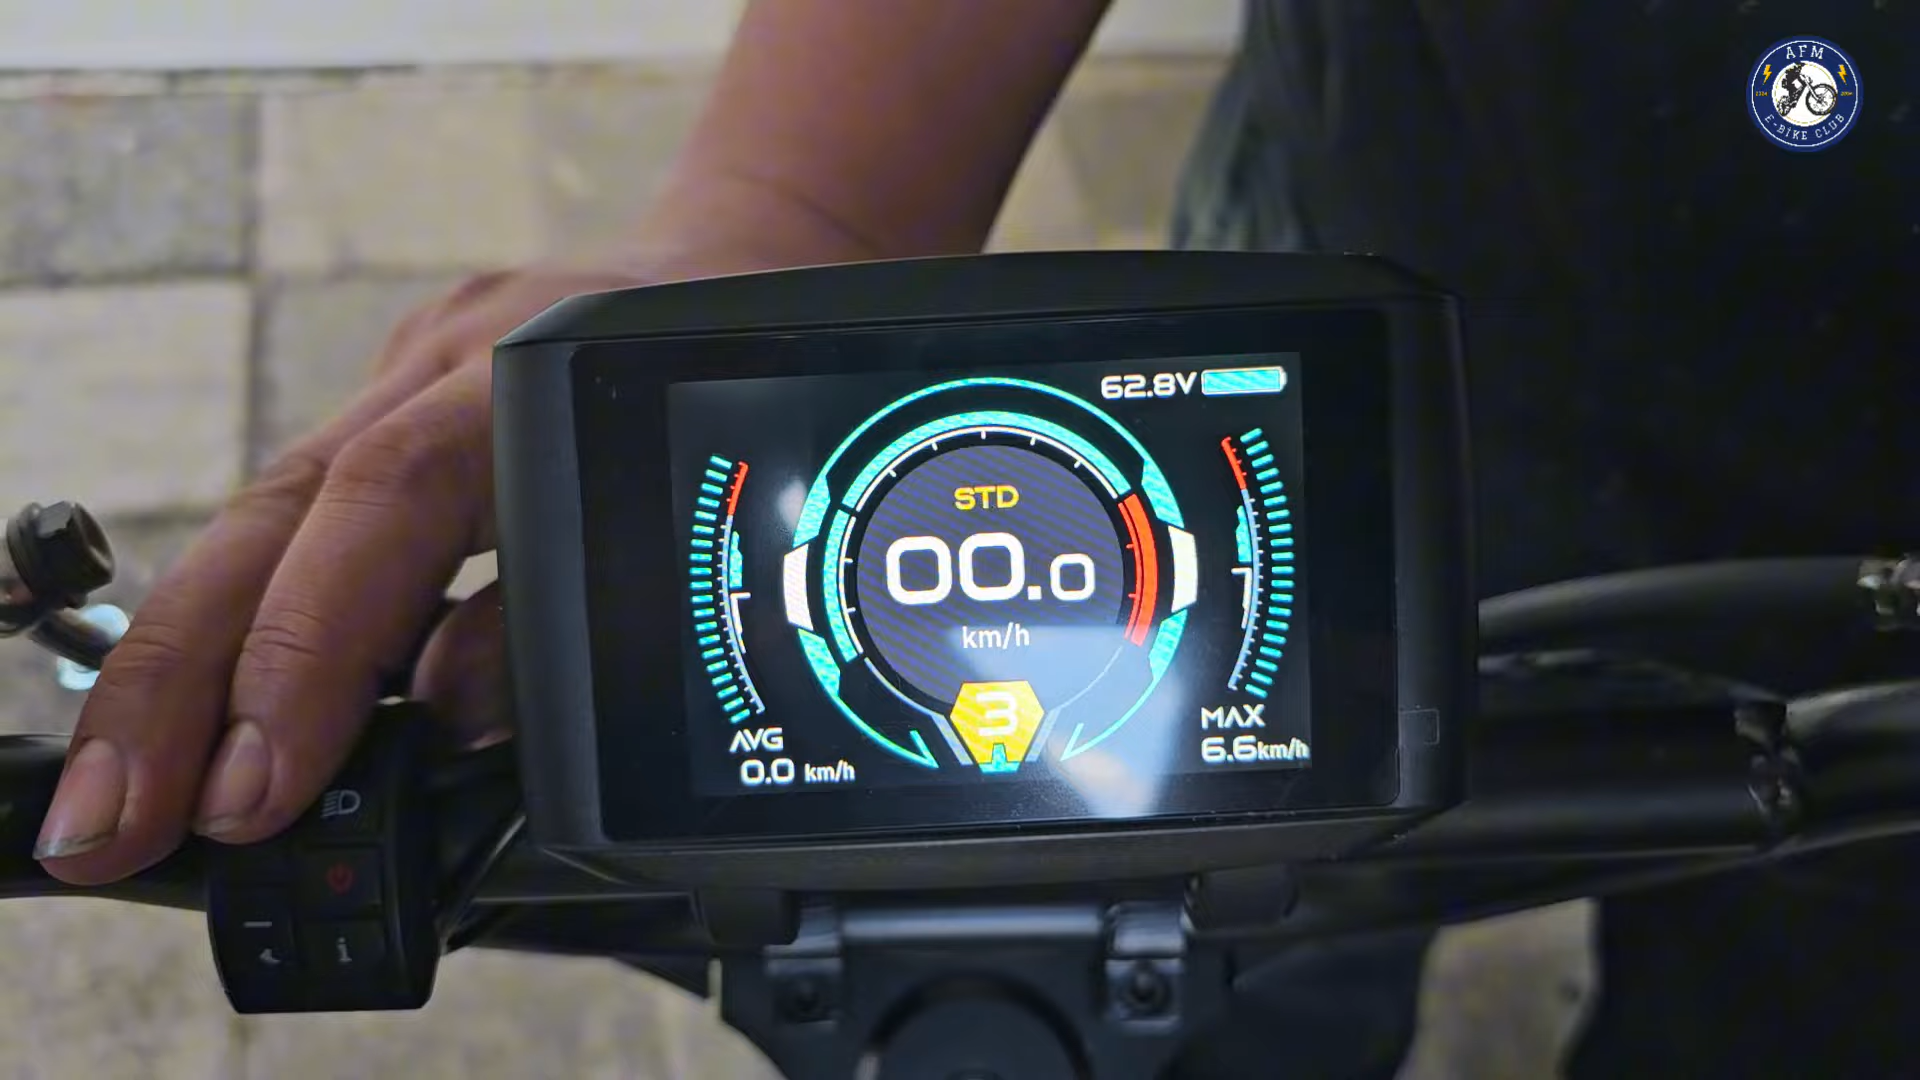 AFM
E-BIKE CLUB
62.8V
STD
00.0
km/h
3
AVG
0.0 km/h
MAX
6.6km/h
i